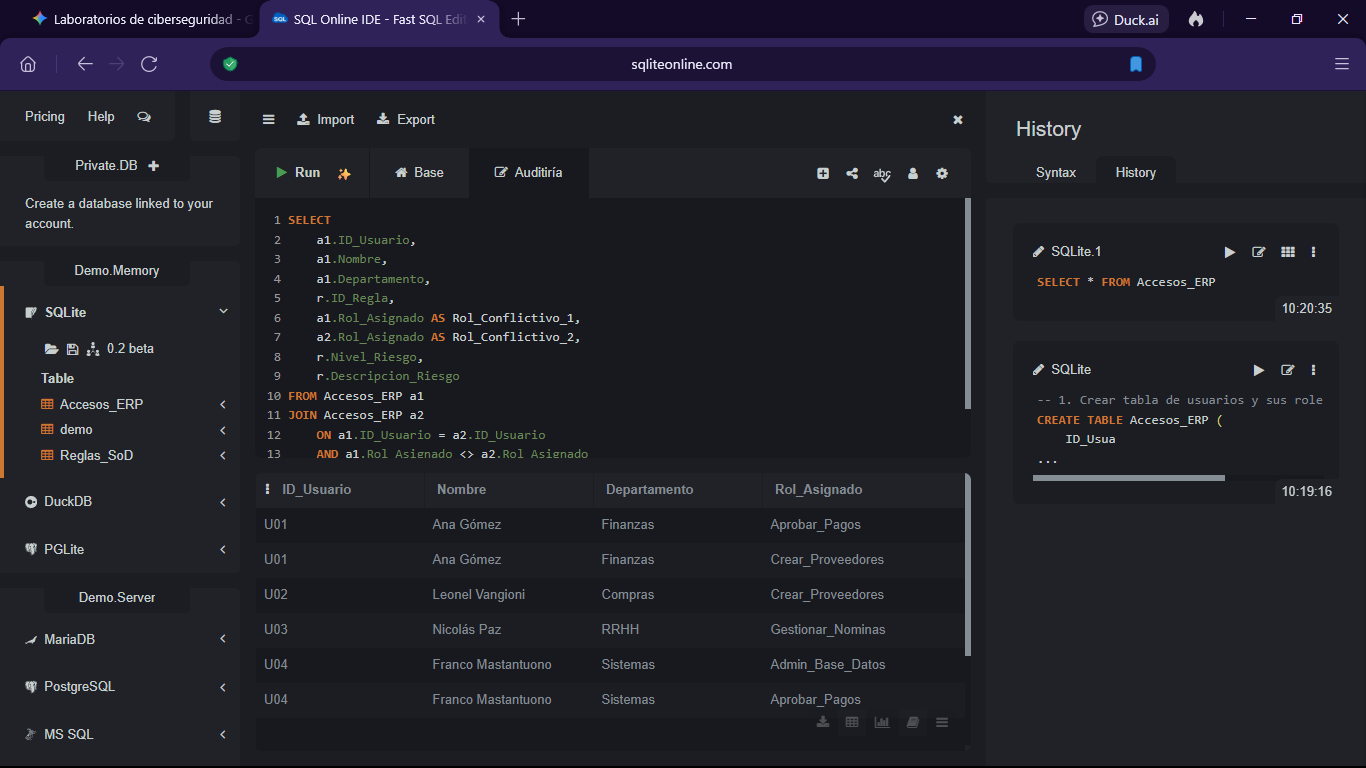 Laboratorios de ciberseguridad - G
SQL Online IDE - Fast SQL Edi
Duck.ai
sqliteonline.com
Pricing
Help
Private.DB
Create a database linked to your
account.
Demo.Memory
SQLite
0.2 beta
Table
Accesos_ERP
demo
Reglas_SoD
DuckDB
PGLite
Demo.Server
MariaDB
PostgreSQL
MS SQL
Import
Export
Run
Base
Auditiría
abc
1 SELECT
2 a1.ID_Usuario,
3 a1.Nombre,
4 a1.Departamento,
5 r.ID_Regla,
6 a1.Rol_Asignado AS Rol_Conflictivo_1,
7 a2.Rol_Asignado AS Rol_Conflictivo_2,
8 r.Nivel_Riesgo,
9 r.Descripcion_Riesgo
10 FROM Accesos_ERP a1
11 JOIN Accesos_ERP a2
12 ON a1.ID_Usuario = a2.ID_Usuario
13 AND a1.Rol_Asignado <> a2.Rol_Asignado
ID_Usuario Nombre Departamento Rol_Asignado
U01 Ana Gómez Finanzas Aprobar_Pagos
U01 Ana Gómez Finanzas Crear_Proveedores
U02 Leonel Vangioni Compras Crear_Proveedores
U03 Nicolás Paz RRHH Gestionar_Nominas
U04 Franco Mastantuono Sistemas Admin_Base_Datos
U04 Franco Mastantuono Sistemas Aprobar_Pagos
History
Syntax
History
SQLite.1
SELECT * FROM Accesos_ERP
10:20:35
SQLite
-- 1. Crear tabla de usuarios y sus role
CREATE TABLE Accesos_ERP (
ID_Usua
...
10:19:16